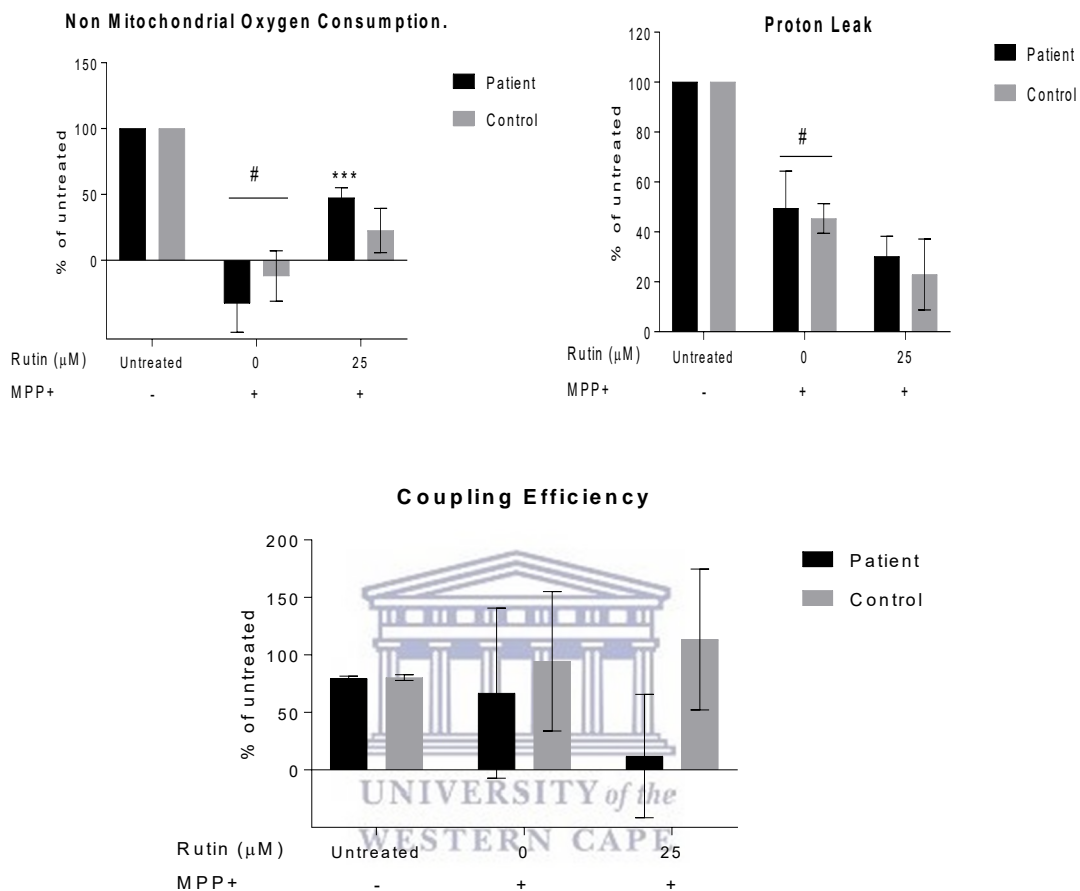 Non Mitochondrial Oxygen Consumption.
150
100
50
0
% of untreated
Patient
Control
#
***
Rutin (μM) Untreated 0 25
MPP+ - + +
Proton Leak
120
100
80
60
40
20
0
% of untreated
Patient
Control
#
Rutin (μM) Untreated 0 25
MPP+ - + +
Coupling Efficiency
200
150
100
50
0
% of untreated
Patient
Control
UNIVERSITY of the
WESTERN CAPE
Rutin (μM) Untreated 0 25
MPP+ - + +